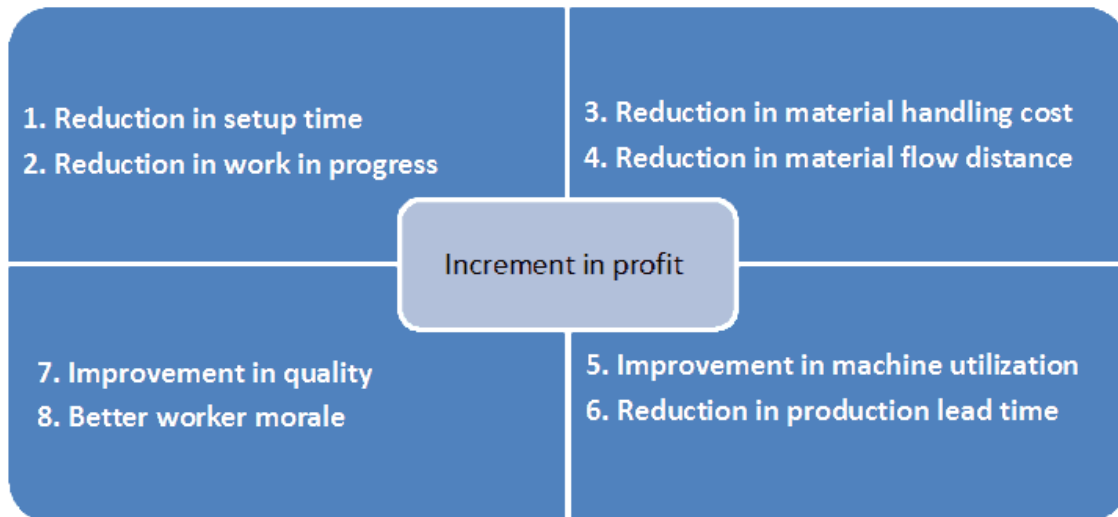 1. Reduction in setup time
2. Reduction in work in progress
3. Reduction in material handling cost
4. Reduction in material flow distance
Increment in profit
7. Improvement in quality
8. Better worker morale
5. Improvement in machine utilization
6. Reduction in production lead time